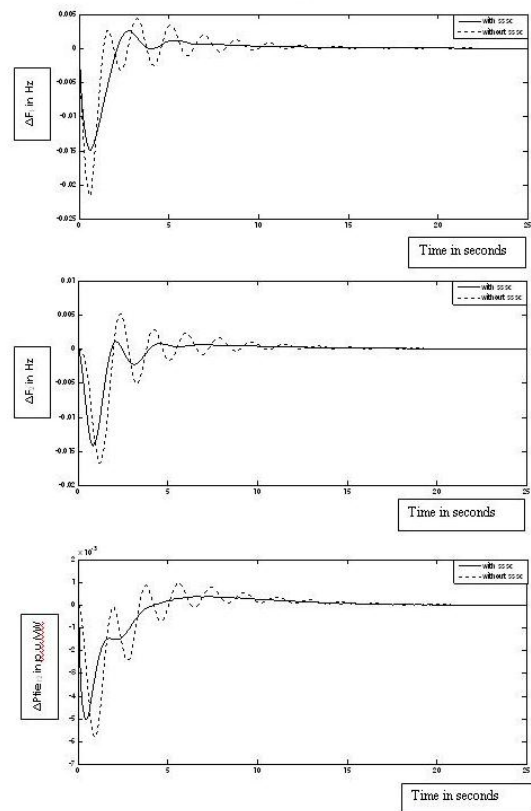 0.005
0
-0.005
-0.01
-0.015
-0.02
-0.025
0 5 10 15 20 25
with sssc
without sssc
ΔF1 in Hz
Time in seconds
0.01
0.005
0
-0.005
-0.01
-0.015
-0.02
0 5 10 15 20 25
with sssc
without sssc
ΔF2 in Hz
Time in seconds
× 10-3
2
1
0
-1
-2
-3
-4
-5
-6
-7
0 5 10 15 20 25
with sssc
without sssc
ΔPtie12 in p.u.MW
Time in seconds